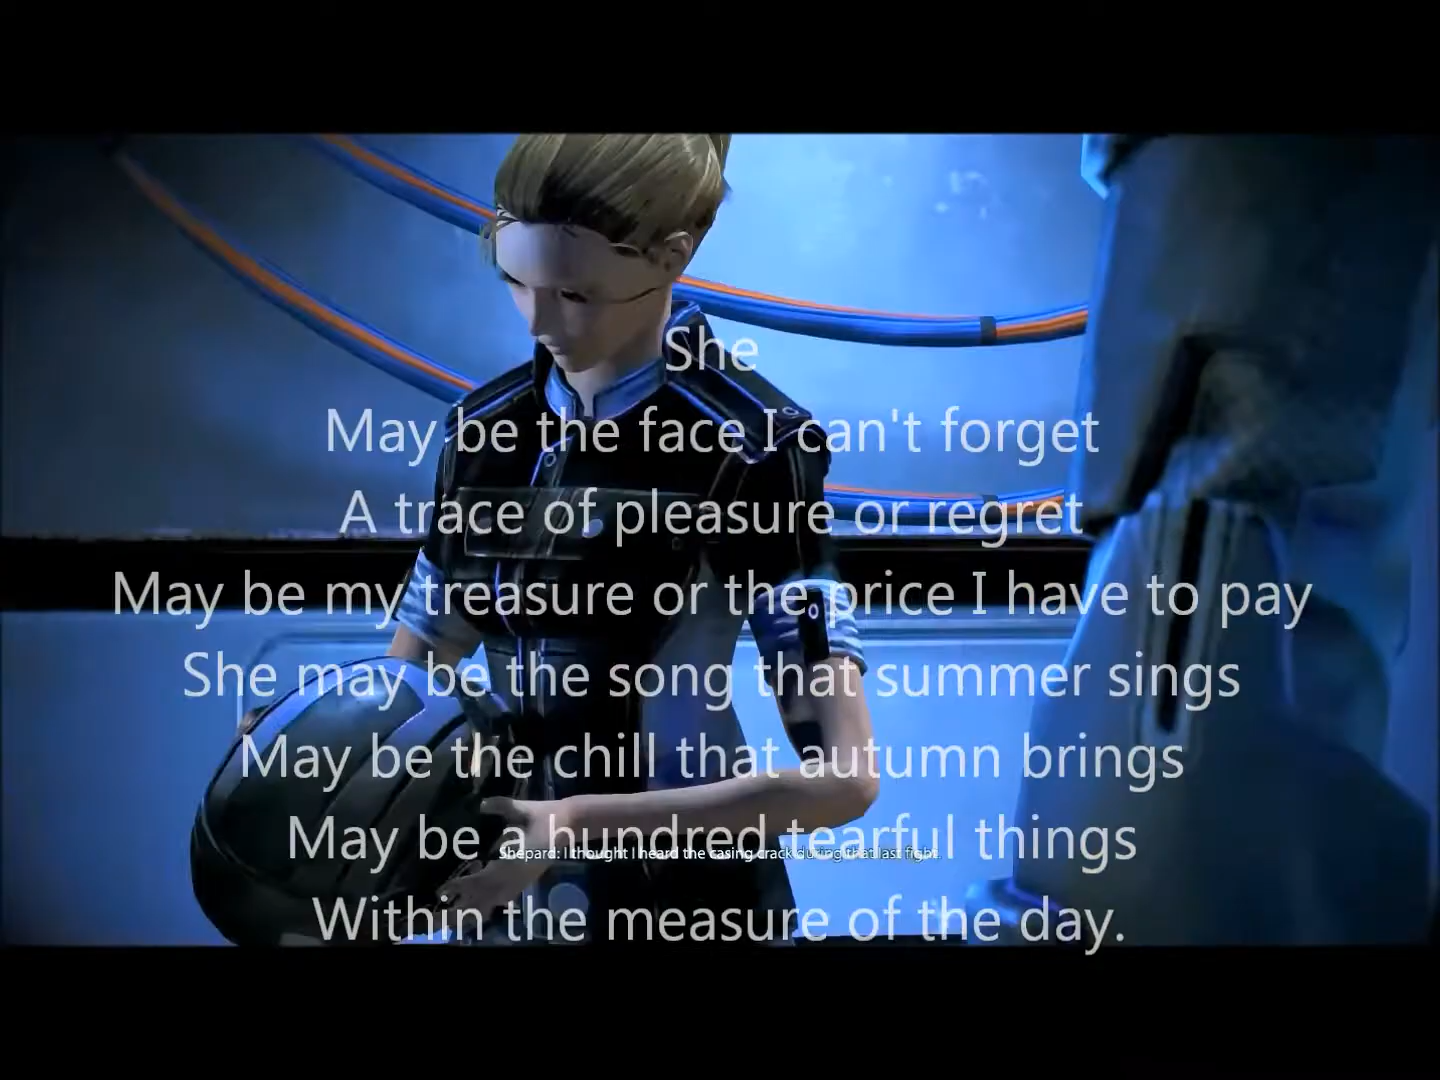 She
May be the face I can't forget
A trace of pleasure or regret
May be my treasure or the price I have to pay
She may be the song that summer sings
May be the chill that autumn brings
May be a hundred tearful things
Shepard: I thought I heard the casing crack during that last fight.
Within the measure of the day.